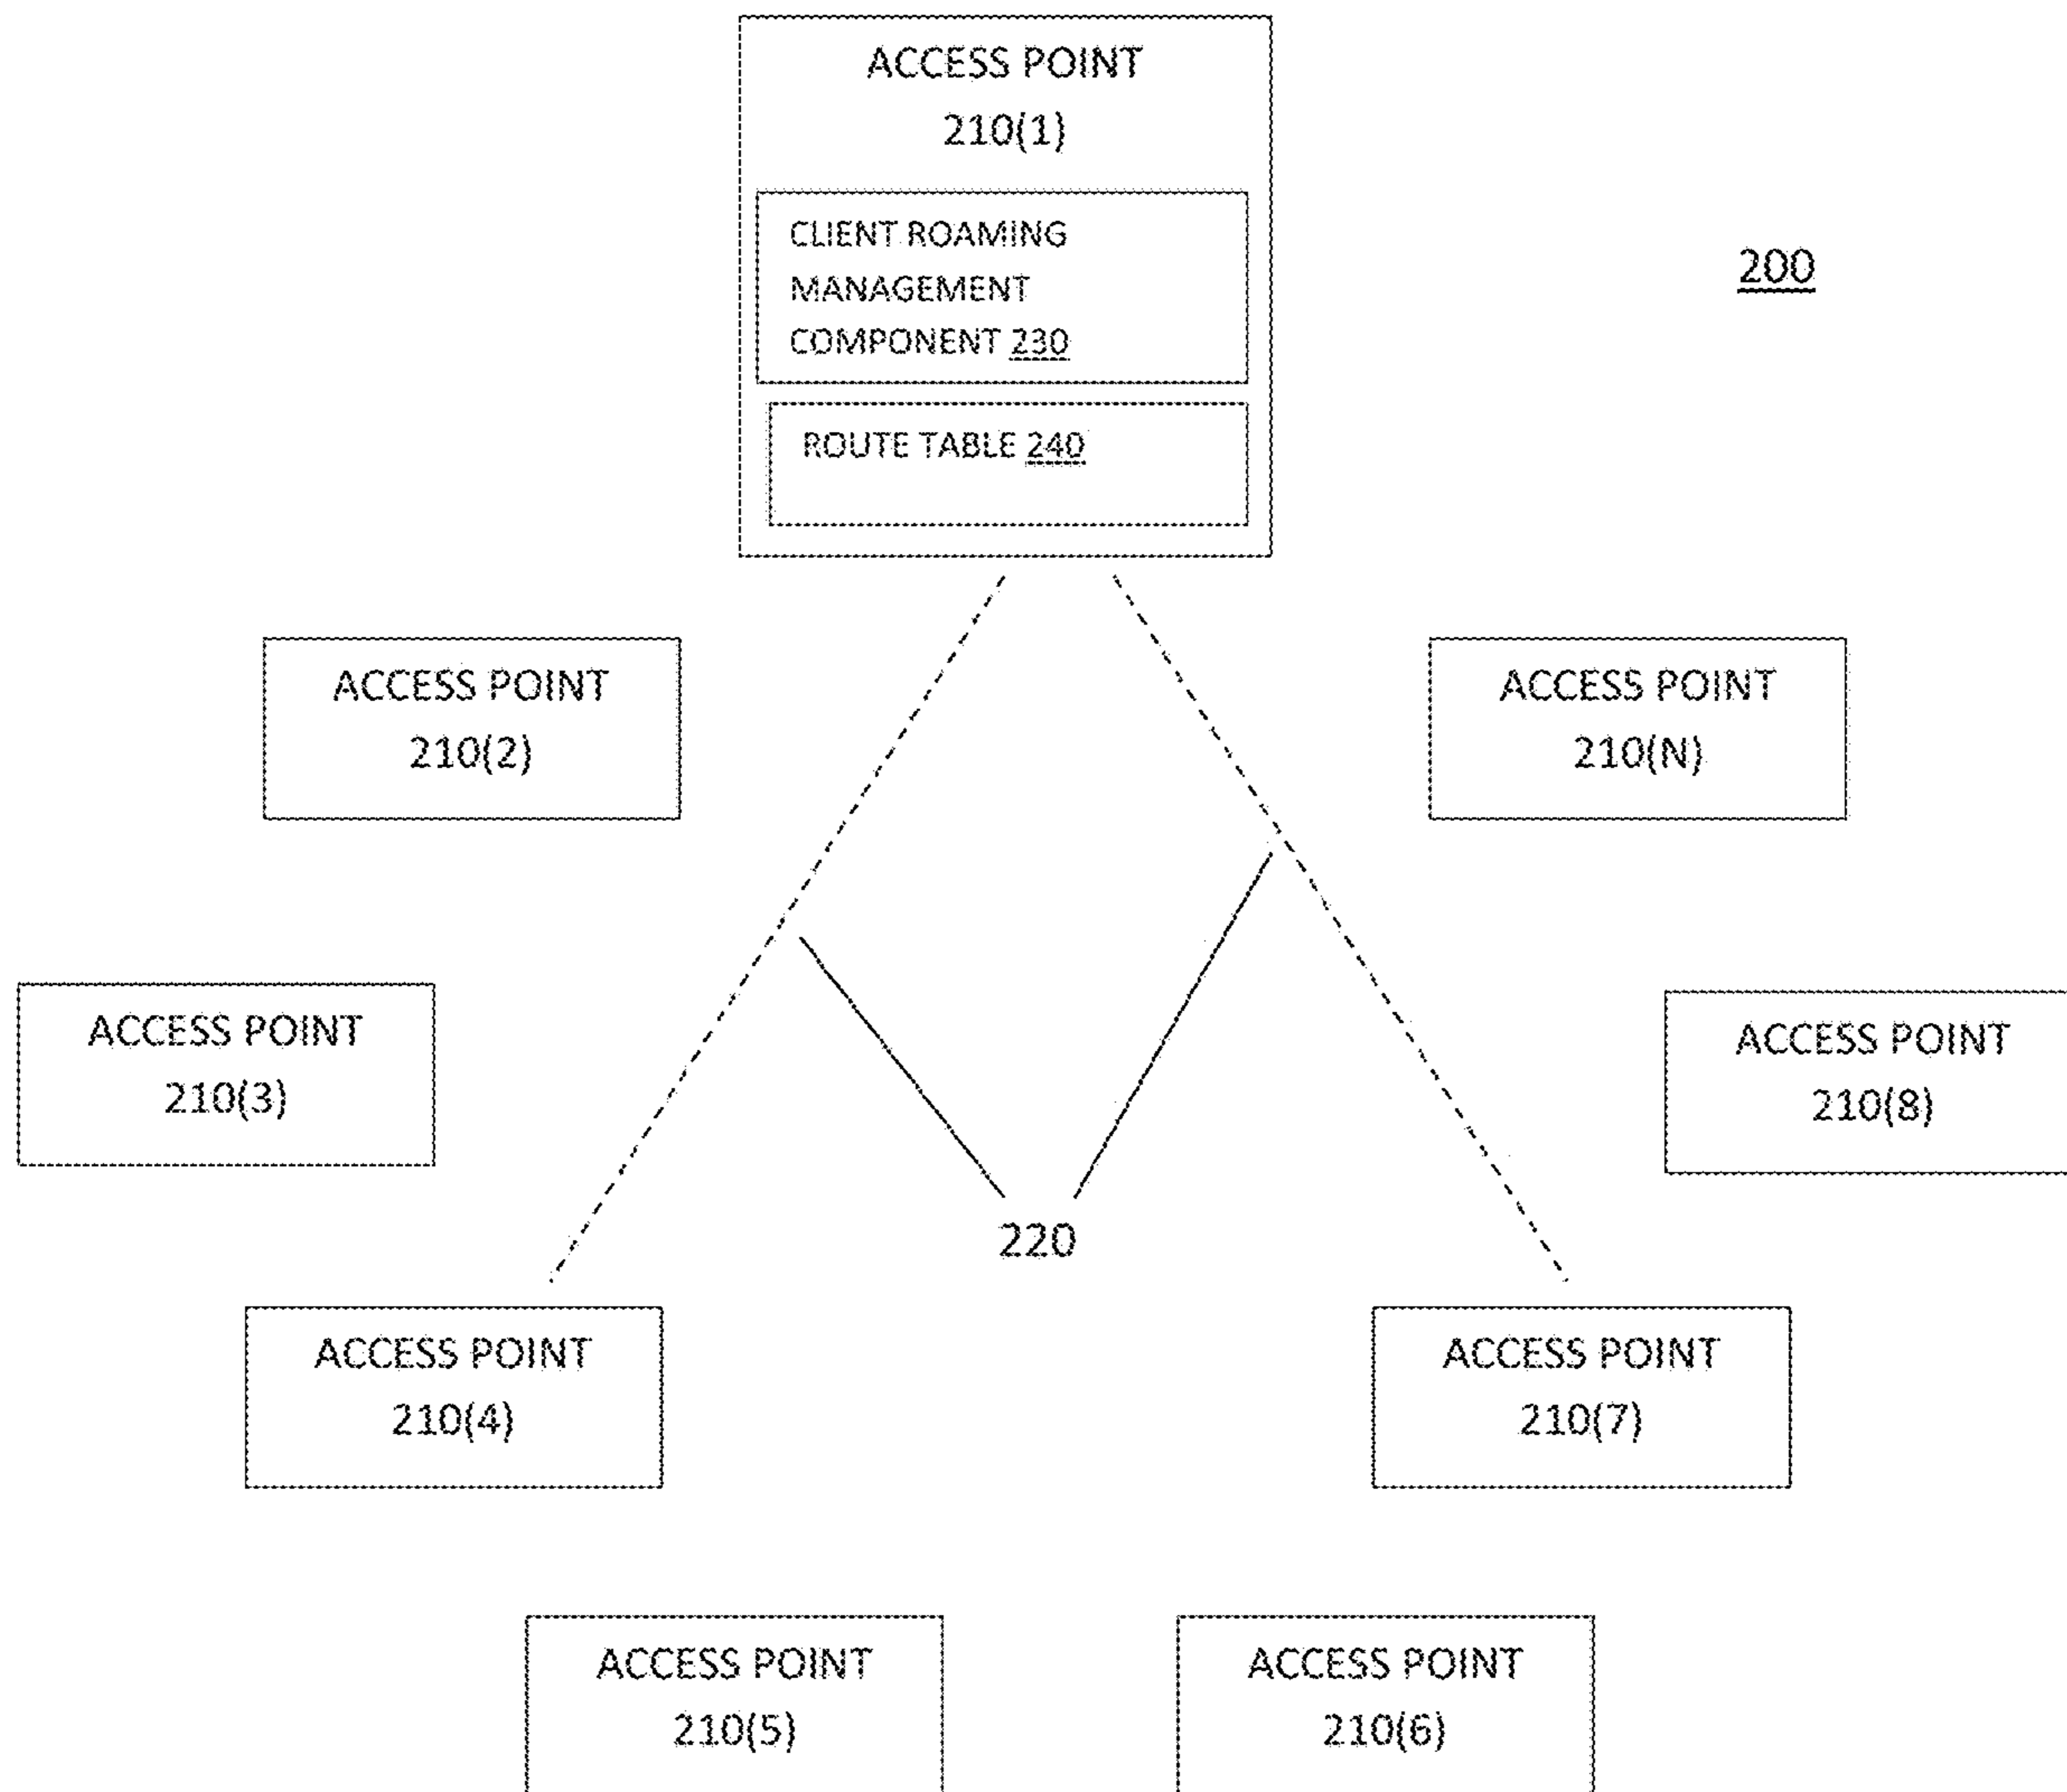 ACCESS POINT
210(1)
CLIENT ROAMING
MANAGEMENT
COMPONENT 230
ROUTE TABLE 240
200
ACCESS POINT
210(2)
ACCESS POINT
210(N)
ACCESS POINT
210(3)
ACCESS POINT
210(8)
220
ACCESS POINT
210(4)
ACCESS POINT
210(7)
ACCESS POINT
210(5)
ACCESS POINT
210(6)